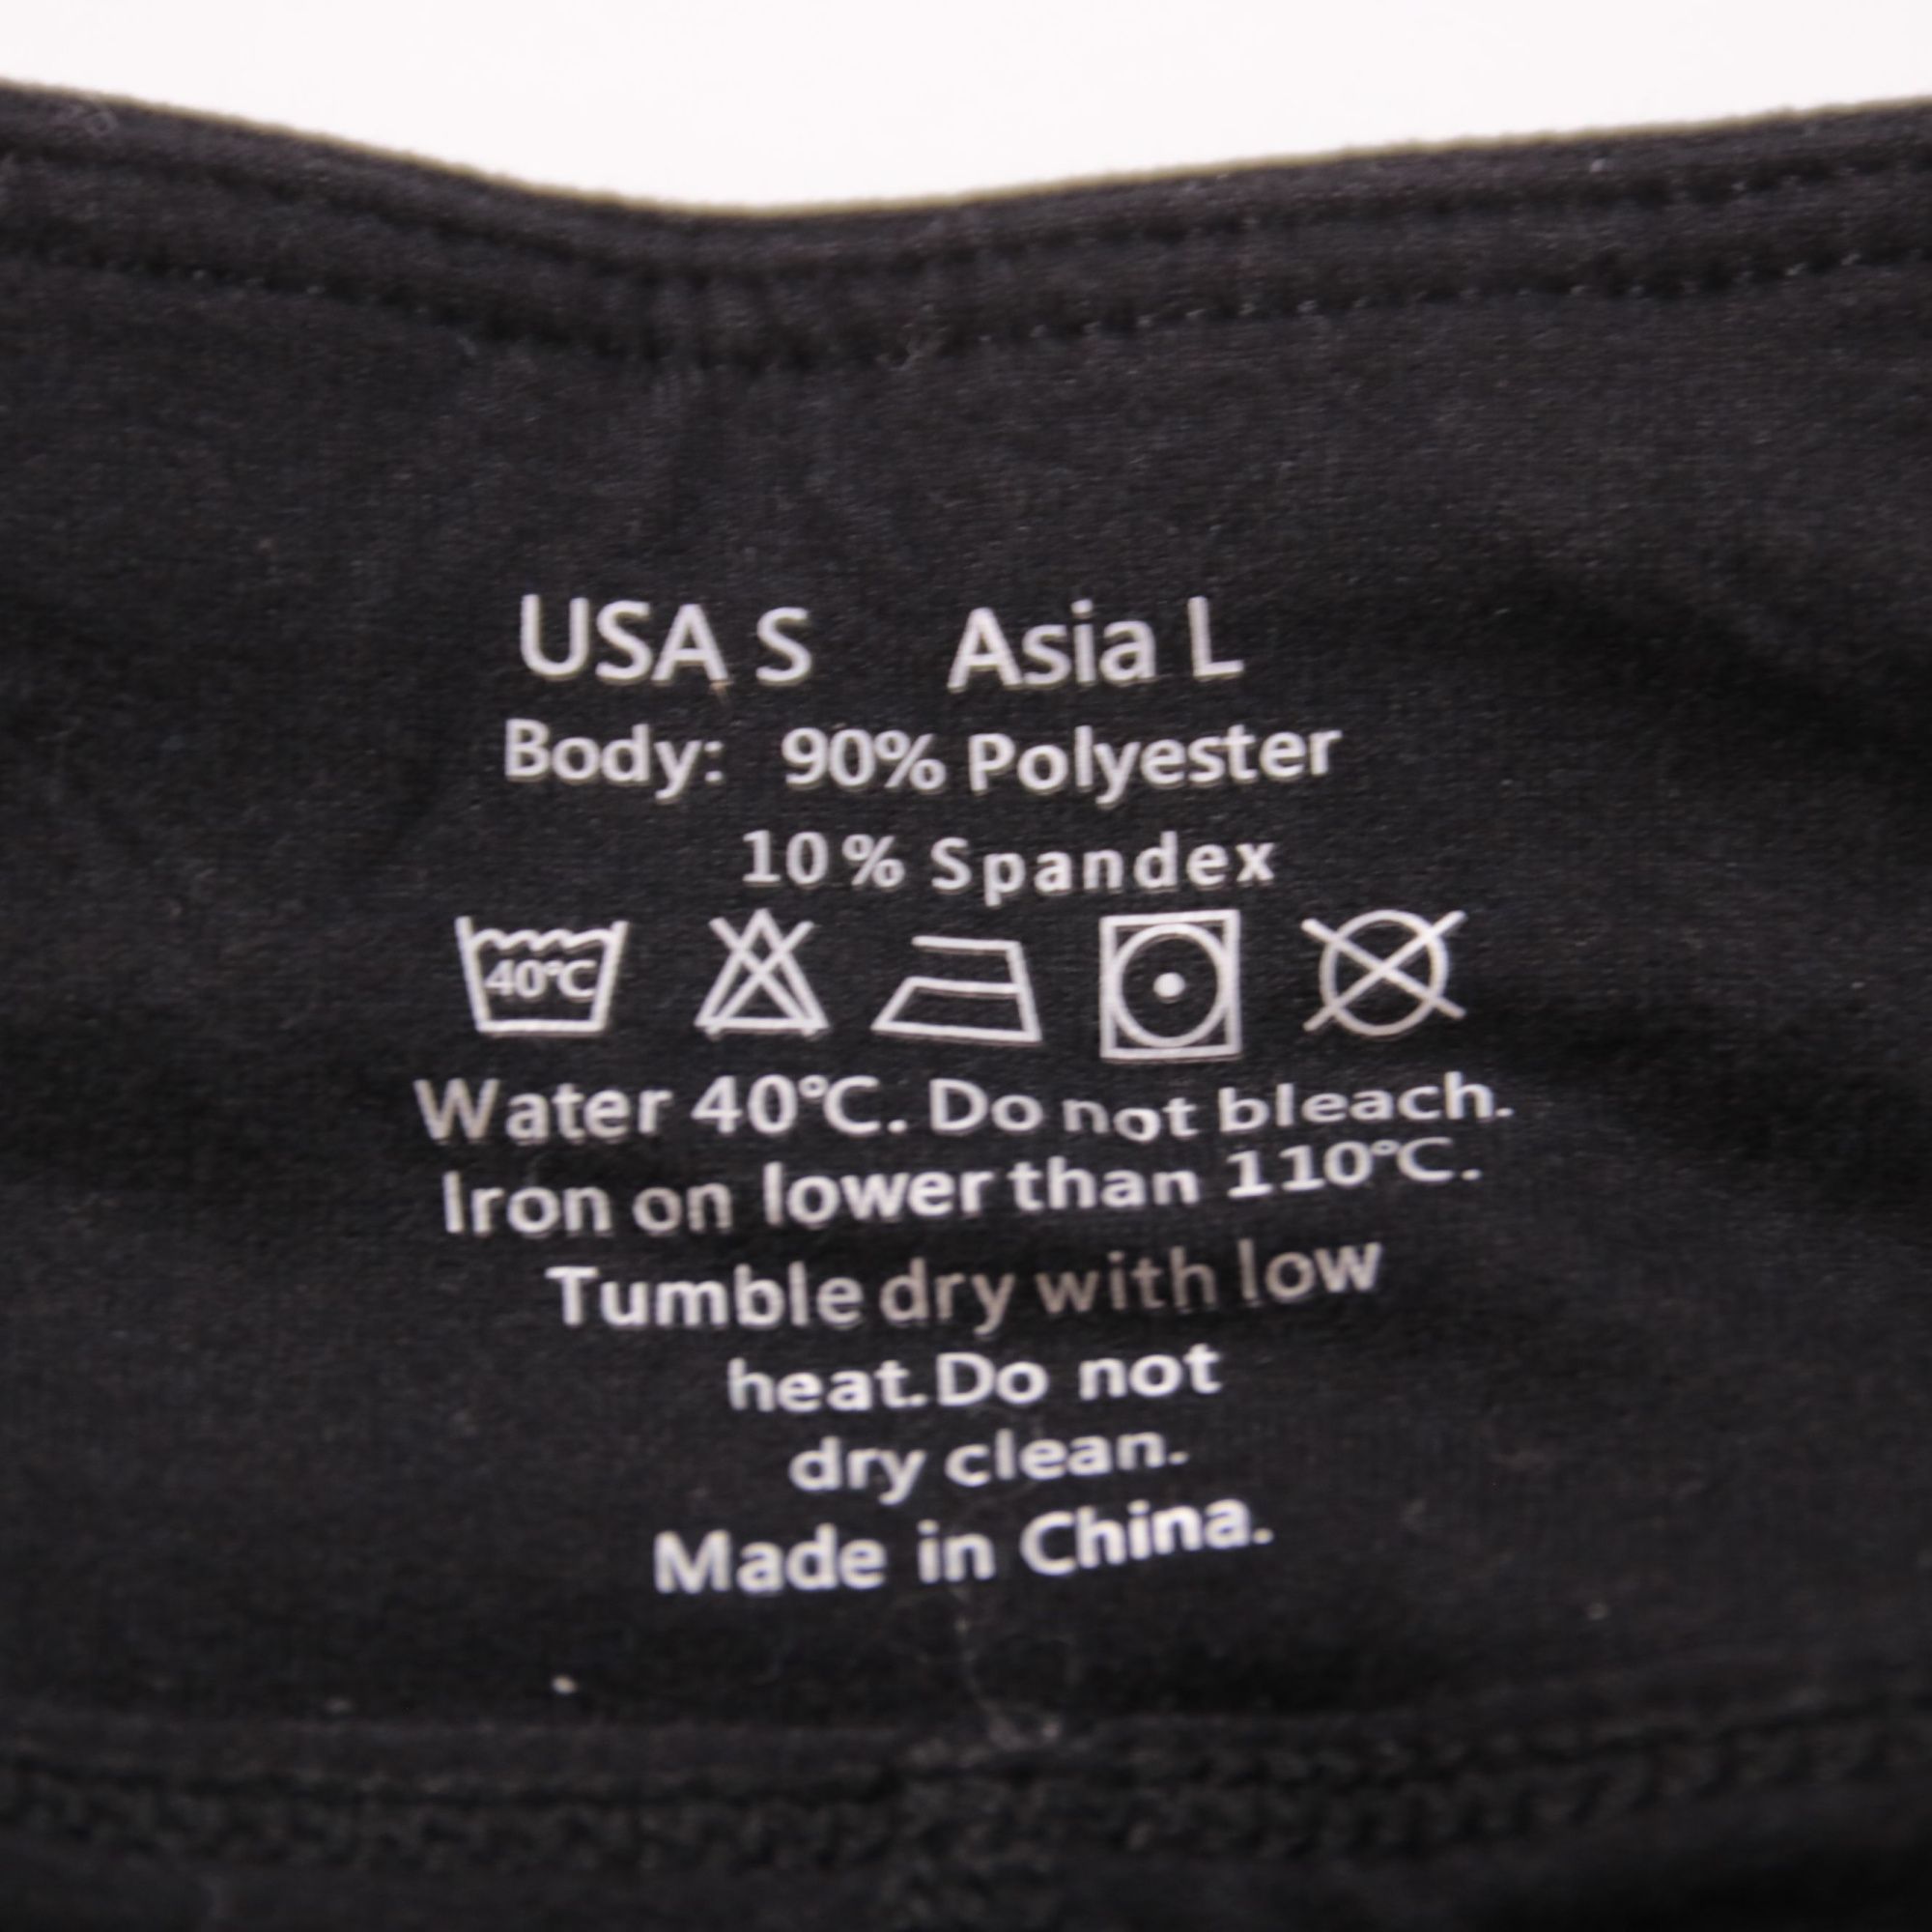 USA S Asia L
Body: 90% Polyester
10% Spandex
40℃
Water 40℃. Do not bleach.
Iron on lower than 110℃.
Tumble dry with low
heat.Do not
dry clean.
Made in China.